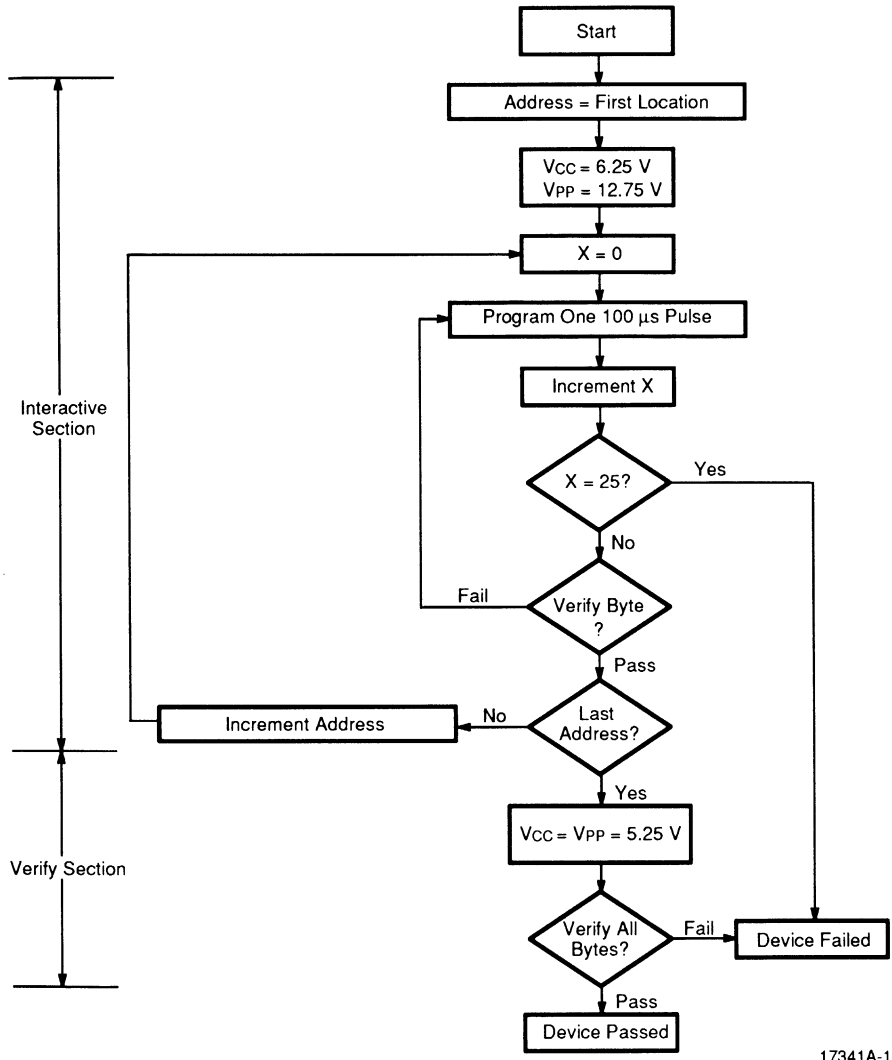 Start
Address = First Location
VCC = 6.25 V
VPP = 12.75 V
X = 0
Program One 100 μs Pulse
Increment X
Interactive
Section
X = 25?
Yes
No
Fail
Verify Byte
?
Pass
Increment Address
No
Last
Address?
Yes
VCC = VPP = 5.25 V
Verify Section
Verify All
Bytes?
Fail
Device Failed
Pass
Device Passed
17341A-1